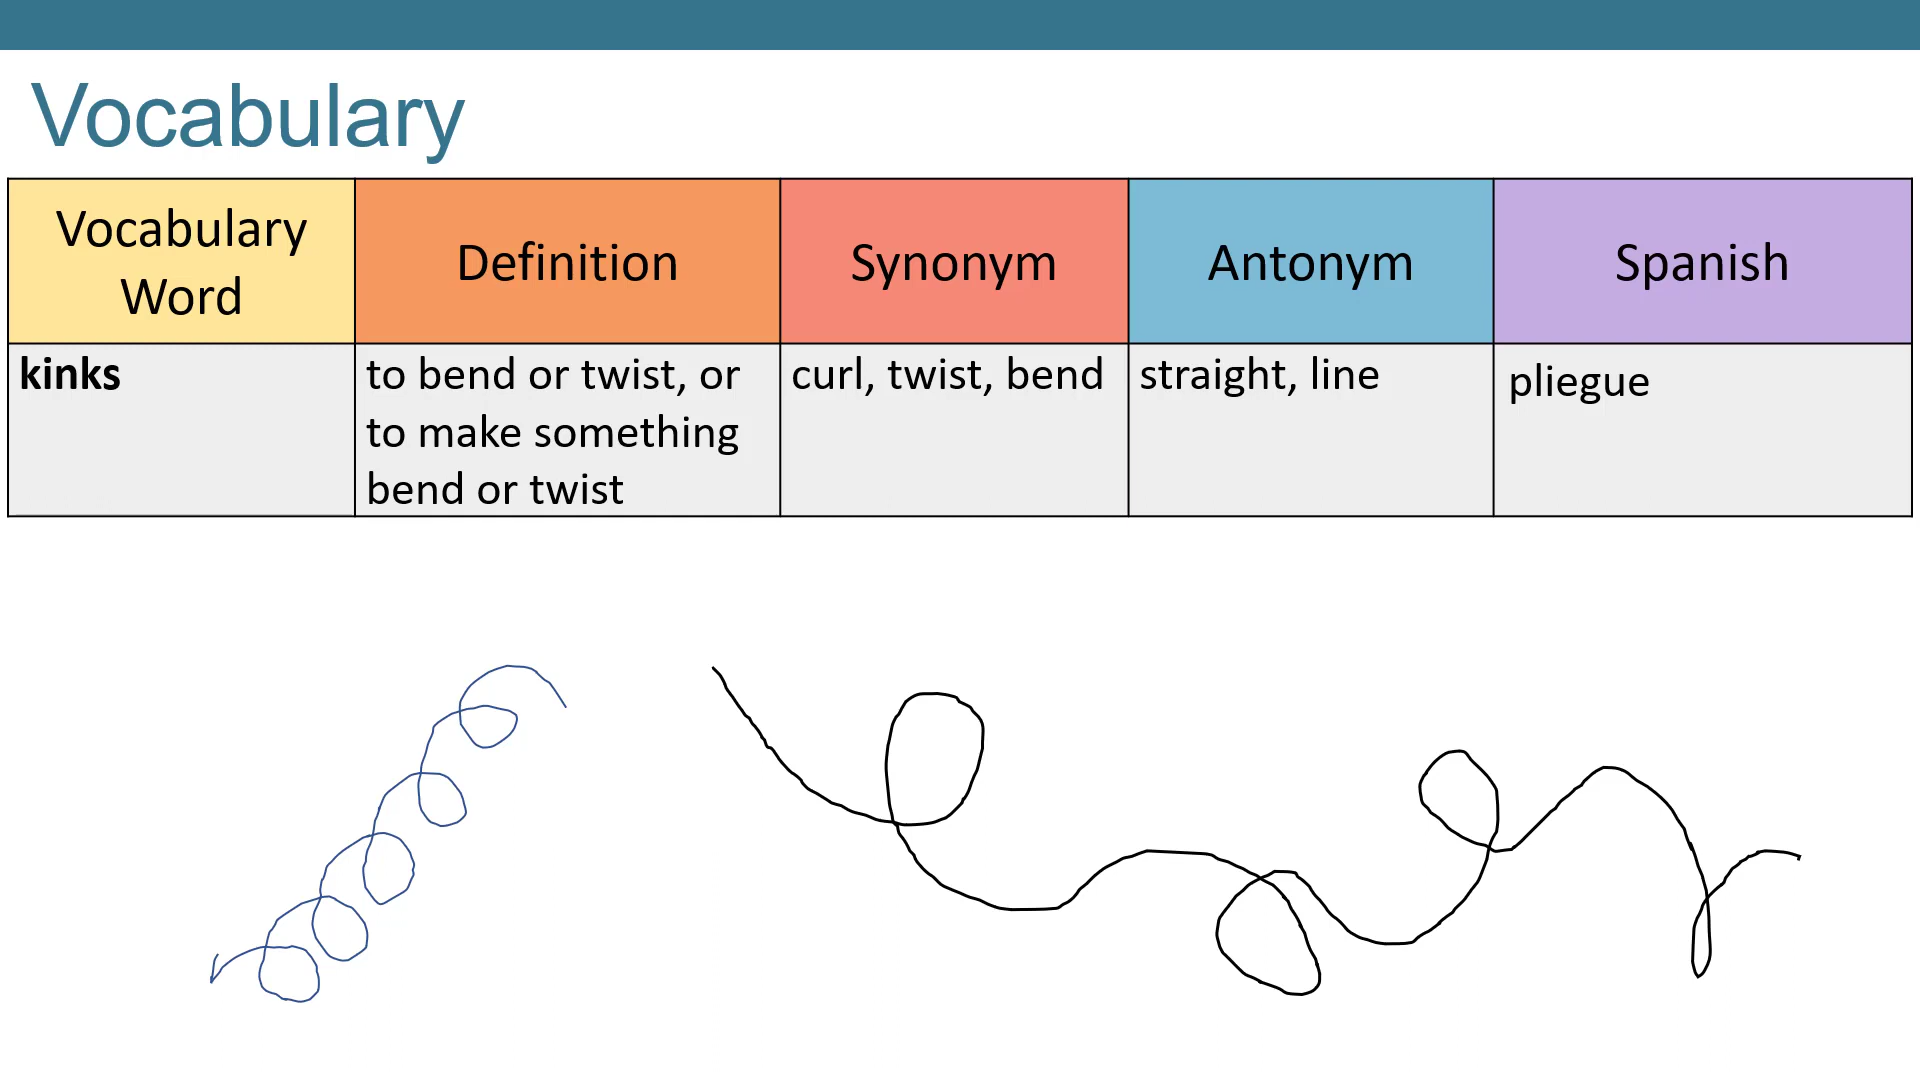 Vocabulary
Vocabulary
Word
Definition
Synonym
Antonym
Spanish
kinks
to bend or twist, or
to make something
bend or twist
curl, twist, bend
straight, line
pliegue